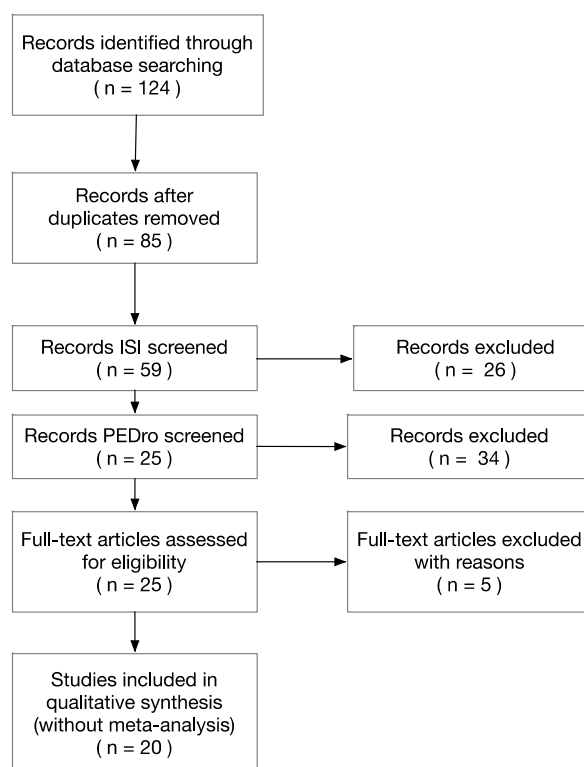 Records identified through
database searching
( n = 124 )
Records after
duplicates removed
( n = 85 )
Records ISI screened
( n = 59 )
Records excluded
( n =  26 )
Records PEDro screened
( n = 25 )
Records excluded
( n =  34 )
Full-text articles assessed
for eligibility
( n = 25 )
Full-text articles excluded
with reasons
( n = 5 )
Studies included in
qualitative synthesis
(without meta-analysis)
( n = 20 )